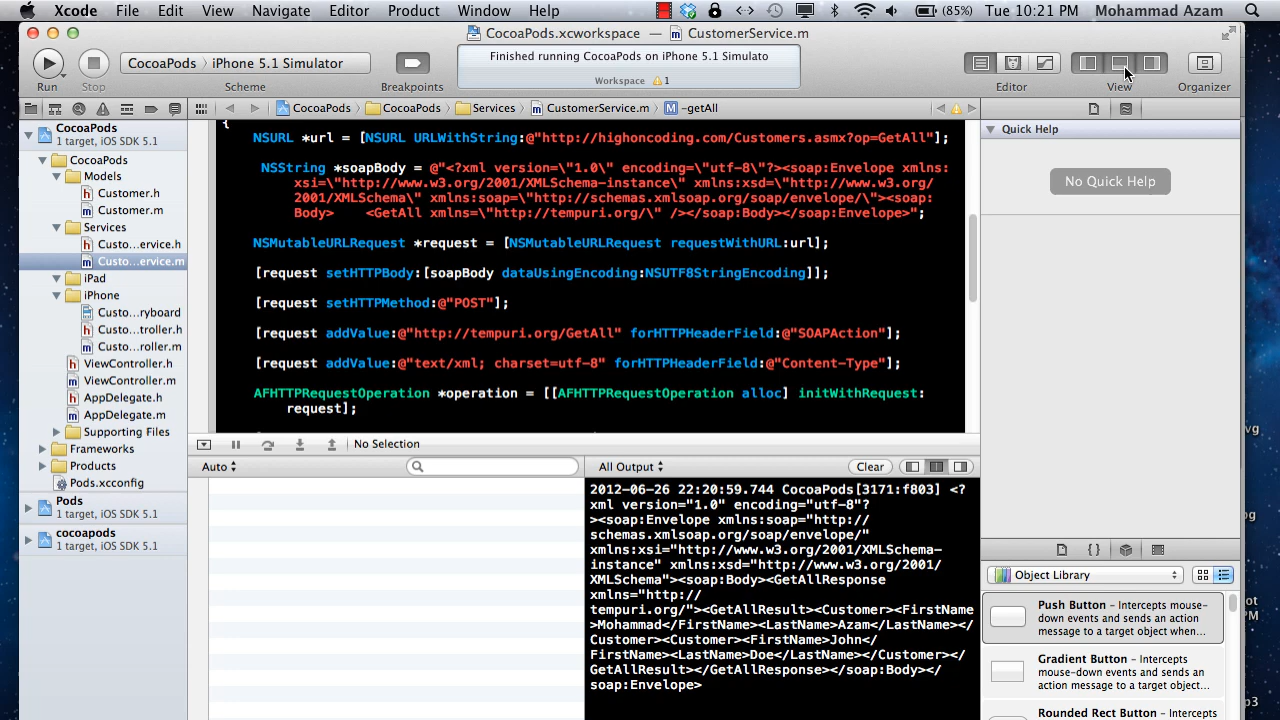 Xcode File Edit View Navigate Editor Product Window Help (85%) Tue 10:21 PM Mohammad Azam
CocoaPods.xcworkspace — CustomerService.m
CocoaPods 〉 iPhone 5.1 Simulator
Finished running CocoaPods on iPhone 5.1 Simulato
Workspace 1
Run Stop Scheme Breakpoints Editor View Organizer
CocoaPods 〉 CocoaPods 〉 Services 〉 CustomerService.m 〉 -getAll
CocoaPods
1 target, iOS SDK 5.1
CocoaPods
Models
Customer.h
Customer.m
Services
Custo...ervice.h
Custo...ervice.m
iPad
iPhone
Custo...ryboard
Custo...troller.h
Custo...troller.m
ViewController.h
ViewController.m
AppDelegate.h
AppDelegate.m
Supporting Files
Frameworks
Products
Pods.xcconfig
Pods
1 target, iOS SDK 5.1
cocoapods
1 target, iOS SDK 5.1
{
NSURL *url = [NSURL URLWithString:@"http://highoncoding.com/Customers.asmx?op=GetAll"];
NSString *soapBody = @"<?xml version=\"1.0\" encoding=\"utf-8\"?><soap:Envelope xmlns:
xsi=\"http://www.w3.org/2001/XMLSchema-instance\" xmlns:xsd=\"http://www.w3.org/
2001/XMLSchema\" xmlns:soap=\"http://schemas.xmlsoap.org/soap/envelope/\"><soap:
Body> <GetAll xmlns=\"http://tempuri.org/\" /></soap:Body></soap:Envelope>";
NSMutableURLRequest *request = [NSMutableURLRequest requestWithURL:url];
[request setHTTPBody:[soapBody dataUsingEncoding:NSUTF8StringEncoding]];
[request setHTTPMethod:@"POST"];
[request addValue:@"http://tempuri.org/GetAll" forHTTPHeaderField:@"SOAPAction"];
[request addValue:@"text/xml; charset=utf-8" forHTTPHeaderField:@"Content-Type"];
AFHTTPRequestOperation *operation = [[AFHTTPRequestOperation alloc] initWithRequest:
request];
No Selection
Auto
All Output Clear
2012-06-26 22:20:59.744 CocoaPods[3171:f803] <?
xml version="1.0" encoding="utf-8"?
><soap:Envelope xmlns:soap="http://
schemas.xmlsoap.org/soap/envelope/"
xmlns:xsi="http://www.w3.org/2001/XMLSchema-
instance" xmlns:xsd="http://www.w3.org/2001/
XMLSchema"><soap:Body><GetAllResponse
xmlns="http://
tempuri.org/"><GetAllResult><Customer><FirstName
>Mohammad</FirstName><LastName>Azam</LastName></
Customer><Customer><FirstName>John</
FirstName><LastName>Doe</LastName></Customer></
GetAllResult></GetAllResponse></soap:Body></
soap:Envelope>
Quick Help
No Quick Help
Object Library
Push Button – Intercepts mouse-
down events and sends an action
message to a target object when...
Gradient Button – Intercepts
mouse-down events and sends an
action message to a target object...
Rounded Rect Button – Intercepts